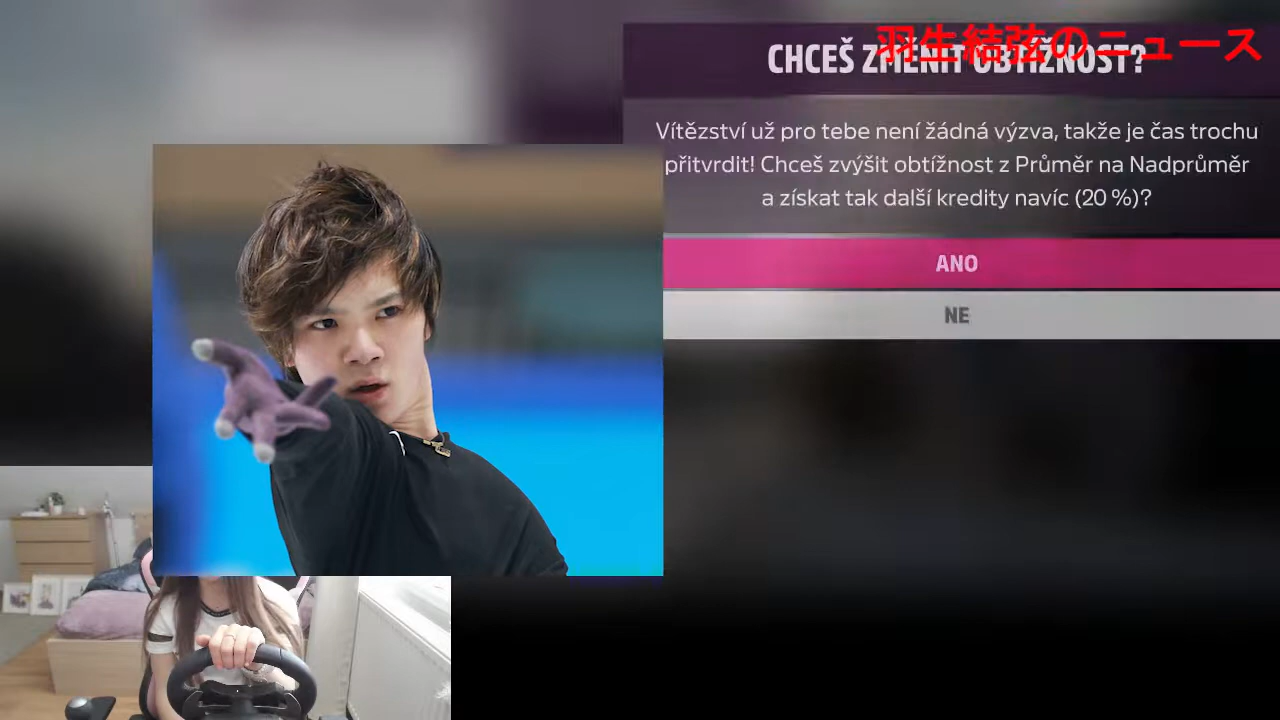 羽生結弦のニュース
CHCEŠ ZMĚNIT OBTÍŽNOST?
Vítězství už pro tebe není žádná výzva, takže je čas trochu
přitvrdit! Chceš zvýšit obtížnost z Průměr na Nadprůměr
a získat tak další kredity navíc (20 %)?
ANO
NE